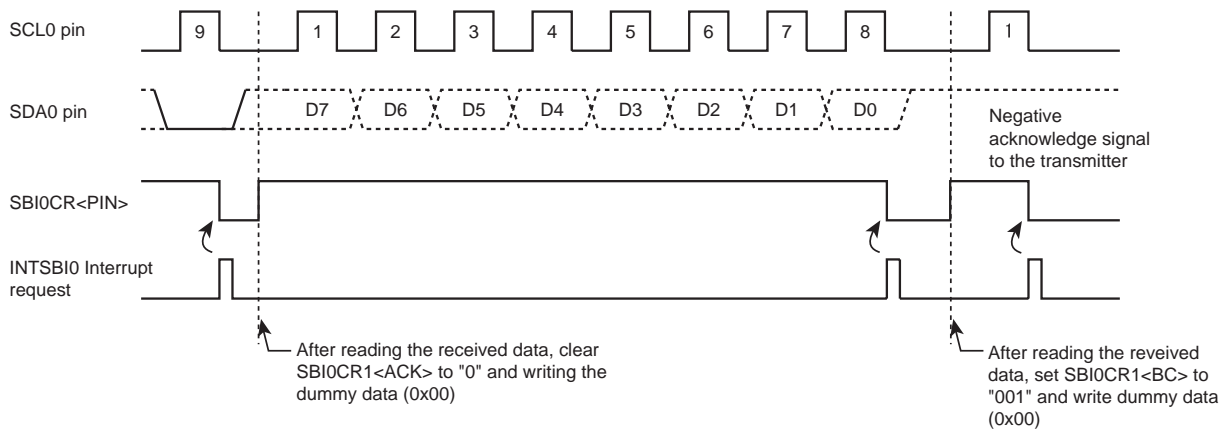 SCL0 pin
9 1 2 3 4 5 6 7 8 1
SDA0 pin
D7 D6 D5 D4 D3 D2 D1 D0
Negative
acknowledge signal
to the transmitter
SBI0CR<PIN>
INTSBI0 Interrupt
request
After reading the received data, clear
SBI0CR1<ACK> to "0" and writing the
dummy data (0x00)
After reading the reveived
data, set SBI0CR1<BC> to
"001" and write dummy data
(0x00)